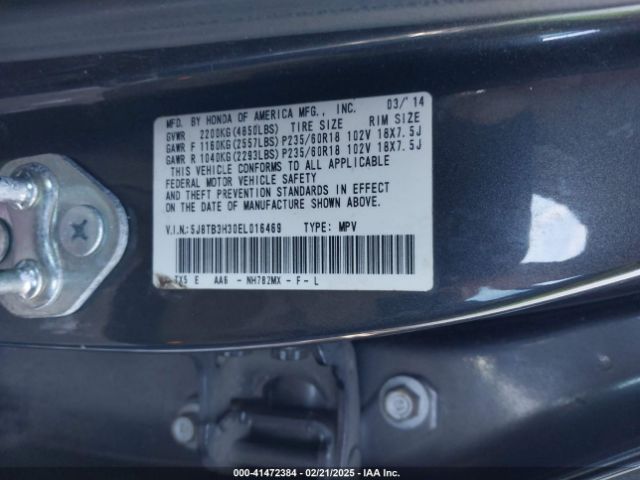 MFD. BY HONDA OF AMERICA MFG., INC. 03/'14
GVWR 2200KG(4850LBS) TIRE SIZE RIM SIZE
GAWR F 1160KG(2557LBS) P235/60R18 102V 18X7.5J
GAWR R 1040KG(2293LBS) P235/60R18 102V 18X7.5J
THIS VEHICLE CONFORMS TO ALL APPLICABLE
FEDERAL MOTOR VEHICLE SAFETY
AND THEFT PREVENTION STANDARDS IN EFFECT
ON THE DATE OF MANUFACTURE SHOWN ABOVE.
V.I.N.:5J8TB3H30EL016469 TYPE: MPV
TX5 E AA6 - NH782MX - F - L
000-41472384 - 02/21/2025 - IAA Inc.